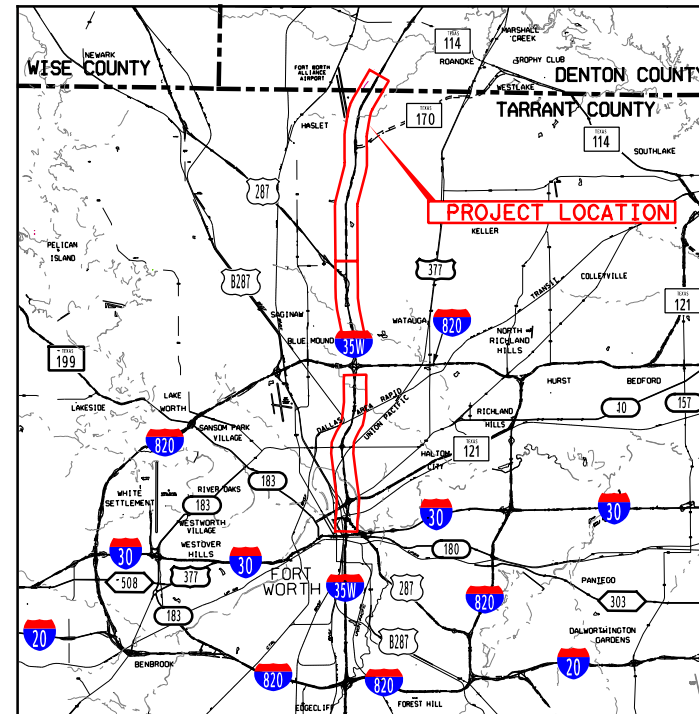 MARSHALL
CREEK
TEXAS
114
NEWARK
ROANOKE
TROPHY CLUB
WISE COUNTY
FORT WORTH
ALLIANCE
AIRPORT
DENTON COUNTY
WESTLAKE
TARRANT COUNTY
TEXAS
170
HASLET
TEXAS
114
SOUTHLAKE
287
PROJECT LOCATION
KELLER
PELICAN
ISLAND
B287
377
COLLEYVILLE
TRANSIT
TEXAS
121
SAGINAW
WATAUGA
820
NORTH
RICHLAND
HILLS
BLUE MOUND
35W
TEXAS
199
HURST
BEDFORD
LAKE
WORTH
LAKESIDE
DALLAS AREA RAPID
UNION PACIFIC
RICHLAND
HILLS
10
157
SANSOM PARK
VILLAGE
820
TEXAS
121
HALTOM
CITY
183
RIVER OAKS
WHITE
SETTLEMENT
183
30
30
WESTWORTH
VILLAGE
WESTOVER
HILLS
30
30
180
377
FORT
WORTH
508
35W
287
PANTEGO
820
303
183
20
DALWORTHINGTON
GARDENS
B287
BENBROOK
20
820
820
EDGECLIFF
FOREST HILL